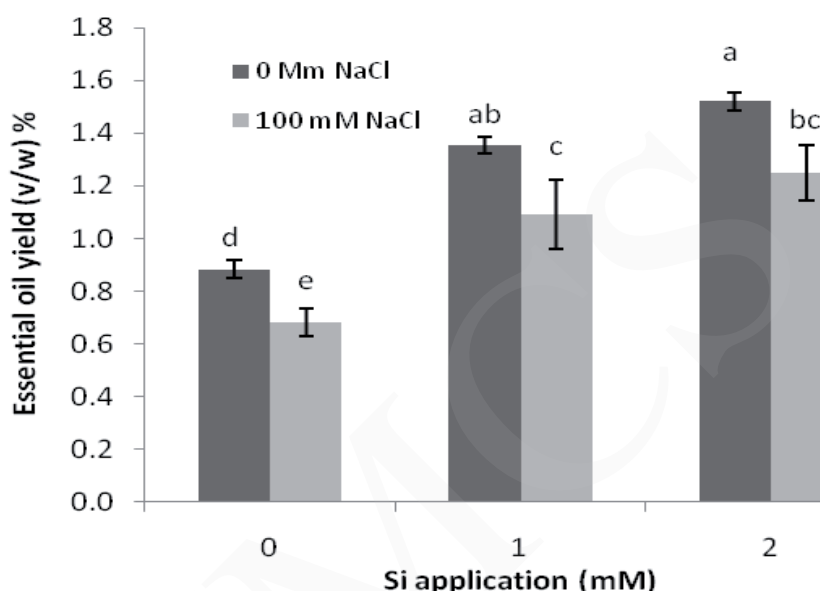 Essential oil yield (v/w) %
1.8
1.6
1.4
1.2
1.0
0.8
0.6
0.4
0.2
0.0
0 Mm NaCl
100 mM NaCl
d
e
ab
c
a
bc
0
1
2
Si application (mM)
MCS